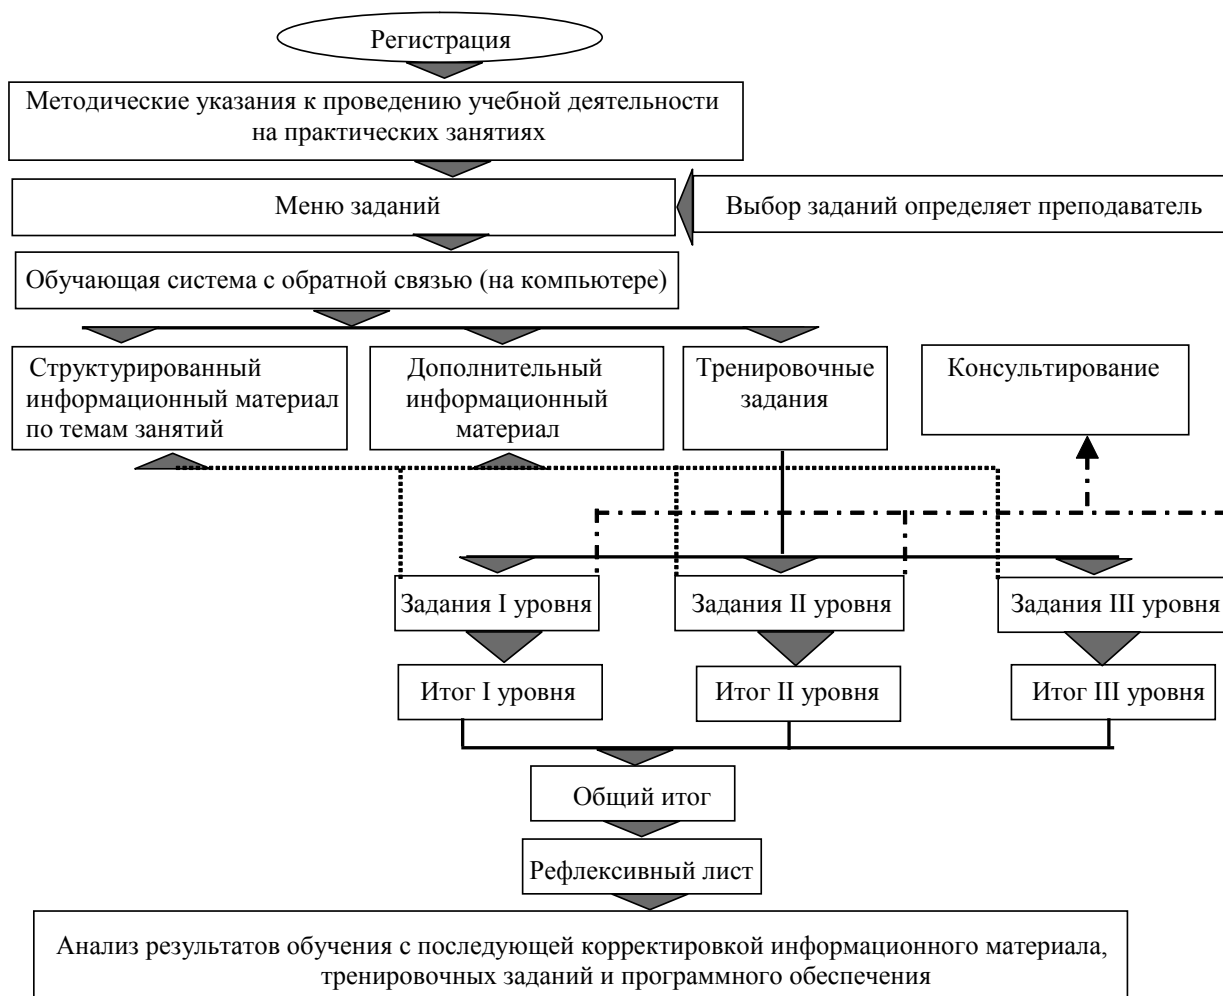 Регистрация
Методические указания к проведению учебной деятельности
на практических занятиях
Меню заданий
Выбор заданий определяет преподаватель
Обучающая система с обратной связью (на компьютере)
Структурированный
информационный материал
по темам занятий
Дополнительный
информационный
материал
Тренировочные
задания
Консультирование
Задания I уровня
Задания II уровня
Задания III уровня
Итог I уровня
Итог II уровня
Итог III уровня
Общий итог
Рефлексивный лист
Анализ результатов обучения с последующей корректировкой информационного материала,
тренировочных заданий и программного обеспечения